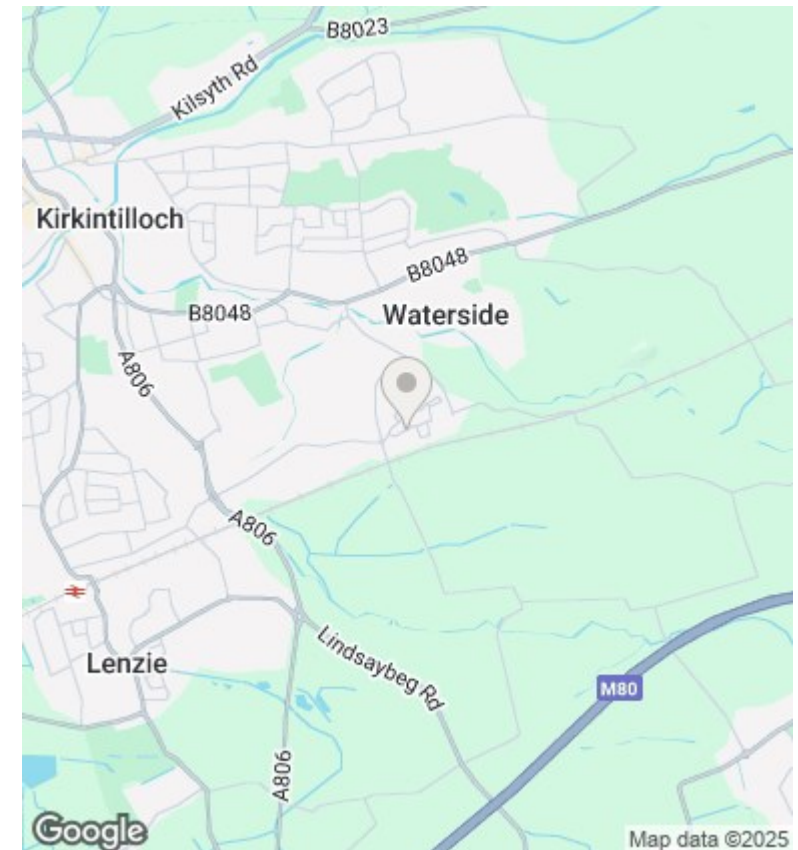 B8023
Kilsyth Rd
Kirkintilloch
B8048
B8048
Waterside
A806
A806
Lindsaybeg Rd
Lenzie
M80
A806
Google
Map data ©2025